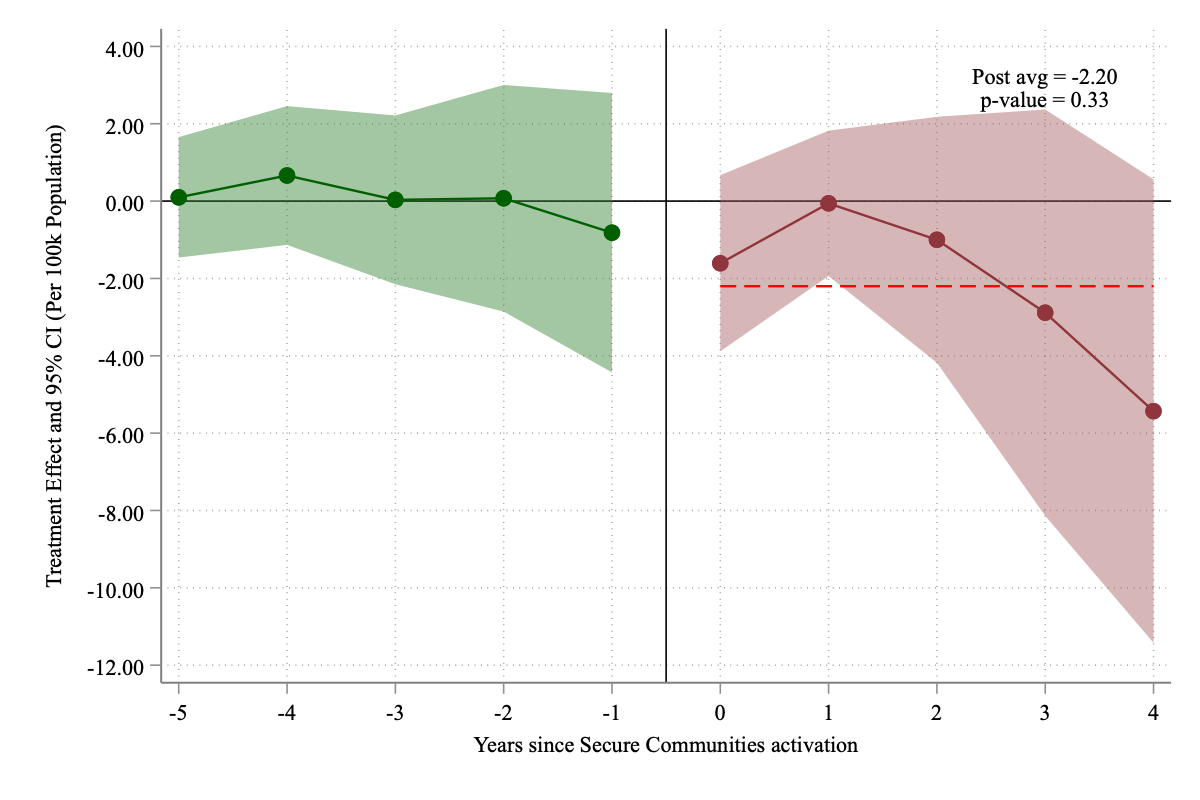 Treatment Effect and 95% CI (Per 100k Population)
4.00
2.00
0.00
-2.00
-4.00
-6.00
-8.00
-10.00
-12.00
Post avg = -2.20
p-value = 0.33
-5 -4 -3 -2 -1 0 1 2 3 4
Years since Secure Communities activation